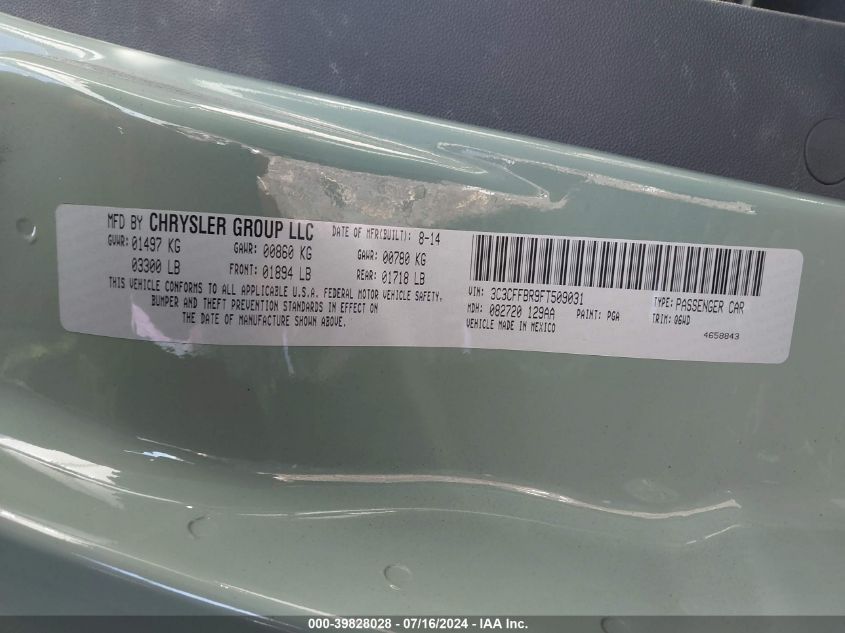 MFD BY CHRYSLER GROUP LLC DATE OF MFR(BUILT): 8-14
GVWR: 01497 KG GAWR: 00860 KG GAWR: 00780 KG
03300 LB FRONT: 01894 LB REAR: 01718 LB
THIS VEHICLE CONFORMS TO ALL APPLICABLE U.S.A. FEDERAL MOTOR VEHICLE SAFETY,
BUMPER AND THEFT PREVENTION STANDARDS IN EFFECT ON
THE DATE OF MANUFACTURE SHOWN ABOVE.
VIN: 3C3CFFBR9FT509031 TYPE: PASSENGER CAR
MDH: 082720 129AA PAINT: PGA TRIM: 06WD
VEHICLE MADE IN MEXICO 4658843
000-39828028 - 07/16/2024 - IAA Inc.